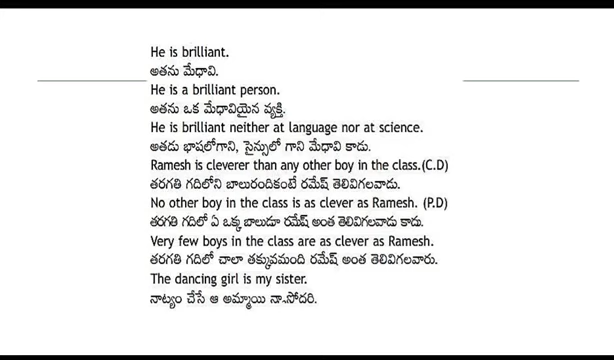 He is brilliant.
అతను మేధావి.
He is a brilliant person.
అతను ఒక మేధావియైన వ్యక్తి.
He is brilliant neither at language nor at science.
అతడు భాషలోగాని, సైన్సులో గాని మేధావి కాడు.
Ramesh is cleverer than any other boy in the class.(C.D)
తరగతి గదిలోని బాలురందికంటే రమేష్ తెలివిగలవాడు.
No other boy in the class is as clever as Ramesh. (P.D)
తరగతి గదిలో ఏ ఒక్క బాలుడూ రమేష్ అంత తెలివిగలవాడు కాదు.
Very few boys in the class are as clever as Ramesh.
తరగతి గదిలో చాలా తక్కువమంది రమేష్ అంత తెలివిగలవారు.
The dancing girl is my sister.
నాట్యం చేసే ఆ అమ్మాయి నా సోదరి.